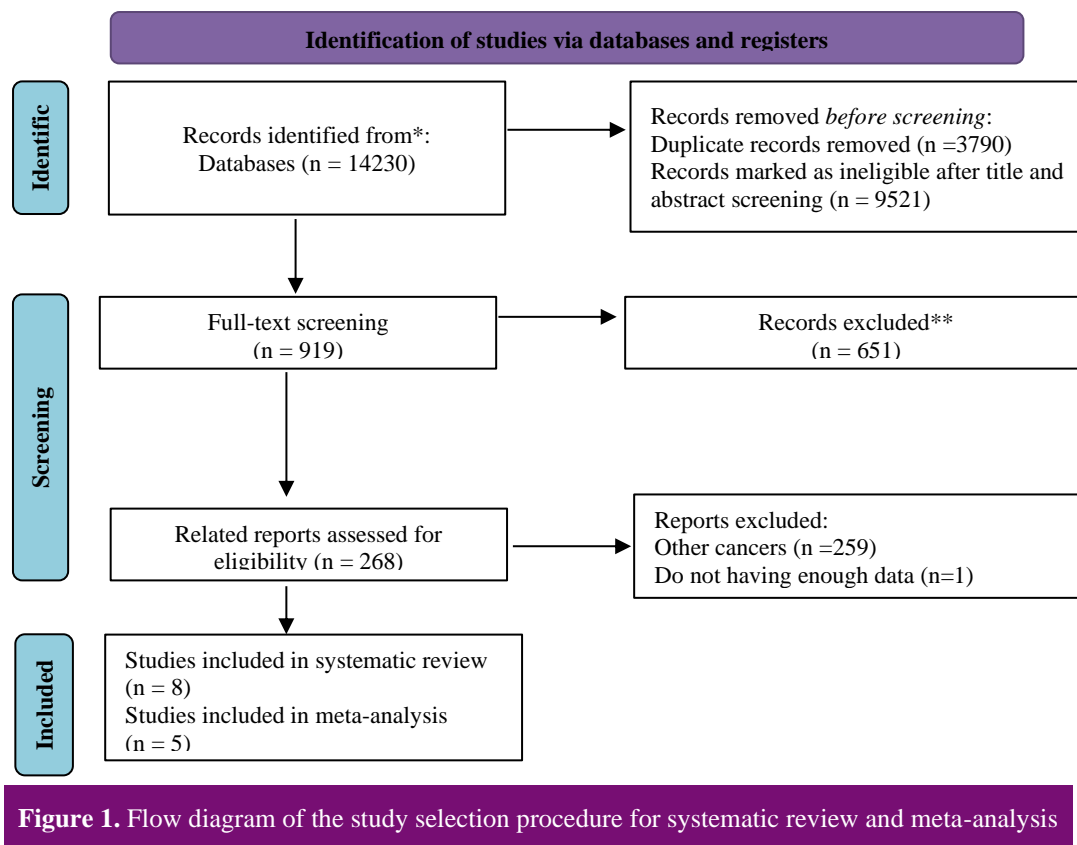 Identification of studies via databases and registers
Identific
Records identified from*:
Databases (n = 14230)
Records removed before screening:
Duplicate records removed (n =3790)
Records marked as ineligible after title and
abstract screening (n = 9521)
Screening
Full-text screening
(n = 919)
Records excluded**
(n = 651)
Related reports assessed for
eligibility (n = 268)
Reports excluded:
Other cancers (n =259)
Do not having enough data (n=1)
Included
Studies included in systematic review
(n = 8)
Studies included in meta-analysis
(n = 5)
Figure 1. Flow diagram of the study selection procedure for systematic review and meta-analysis